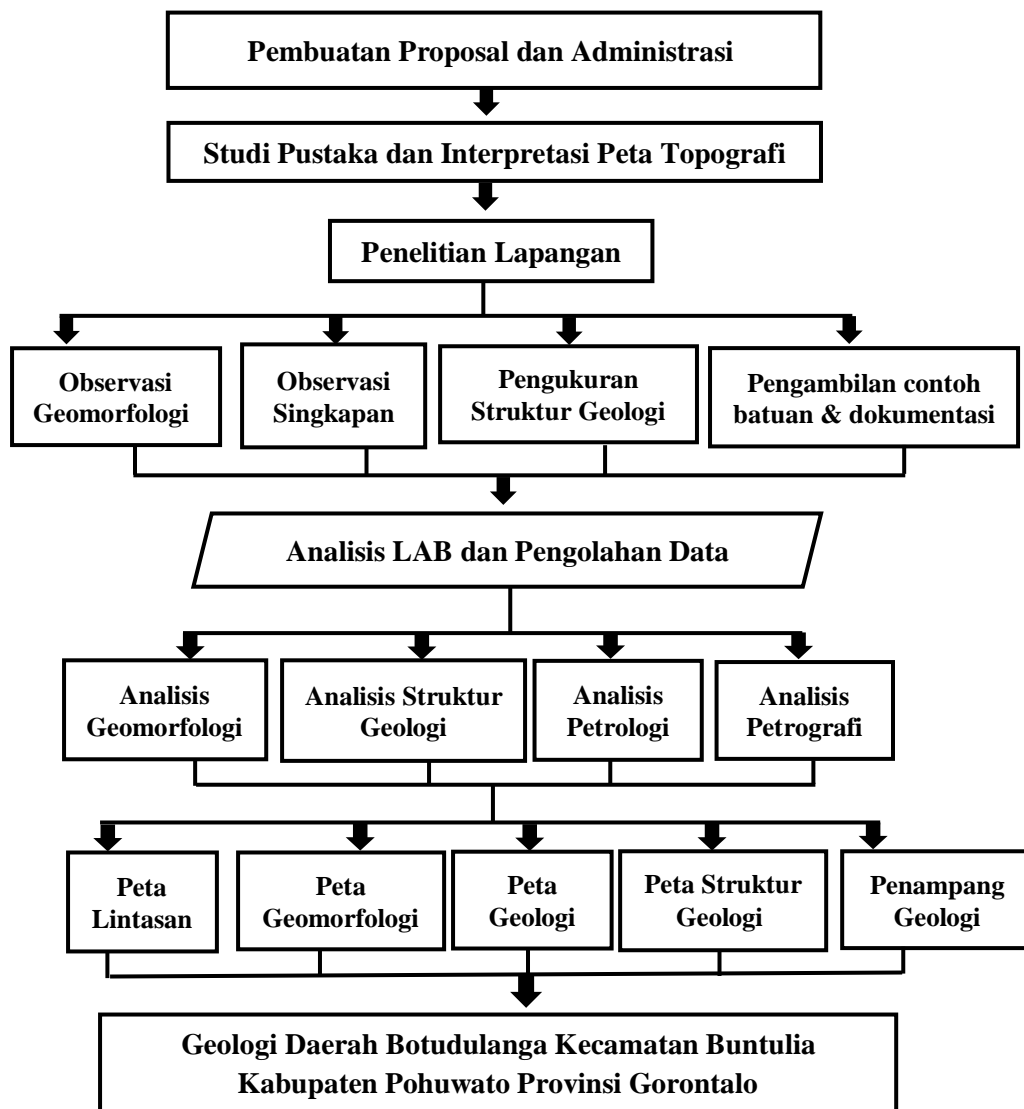 Pembuatan Proposal dan Administrasi
Studi Pustaka dan Interpretasi Peta Topografi
Penelitian Lapangan
Observasi
Geomorfologi
Observasi
Singkapan
Pengukuran
Struktur Geologi
Pengambilan contoh
batuan & dokumentasi
Analisis LAB dan Pengolahan Data
Analisis
Geomorfologi
Analisis Struktur
Geologi
Analisis
Petrologi
Analisis
Petrografi
Peta
Lintasan
Peta
Geomorfologi
Peta
Geologi
Peta Struktur
Geologi
Penampang
Geologi
Geologi Daerah Botudulanga Kecamatan Buntulia
Kabupaten Pohuwato Provinsi Gorontalo